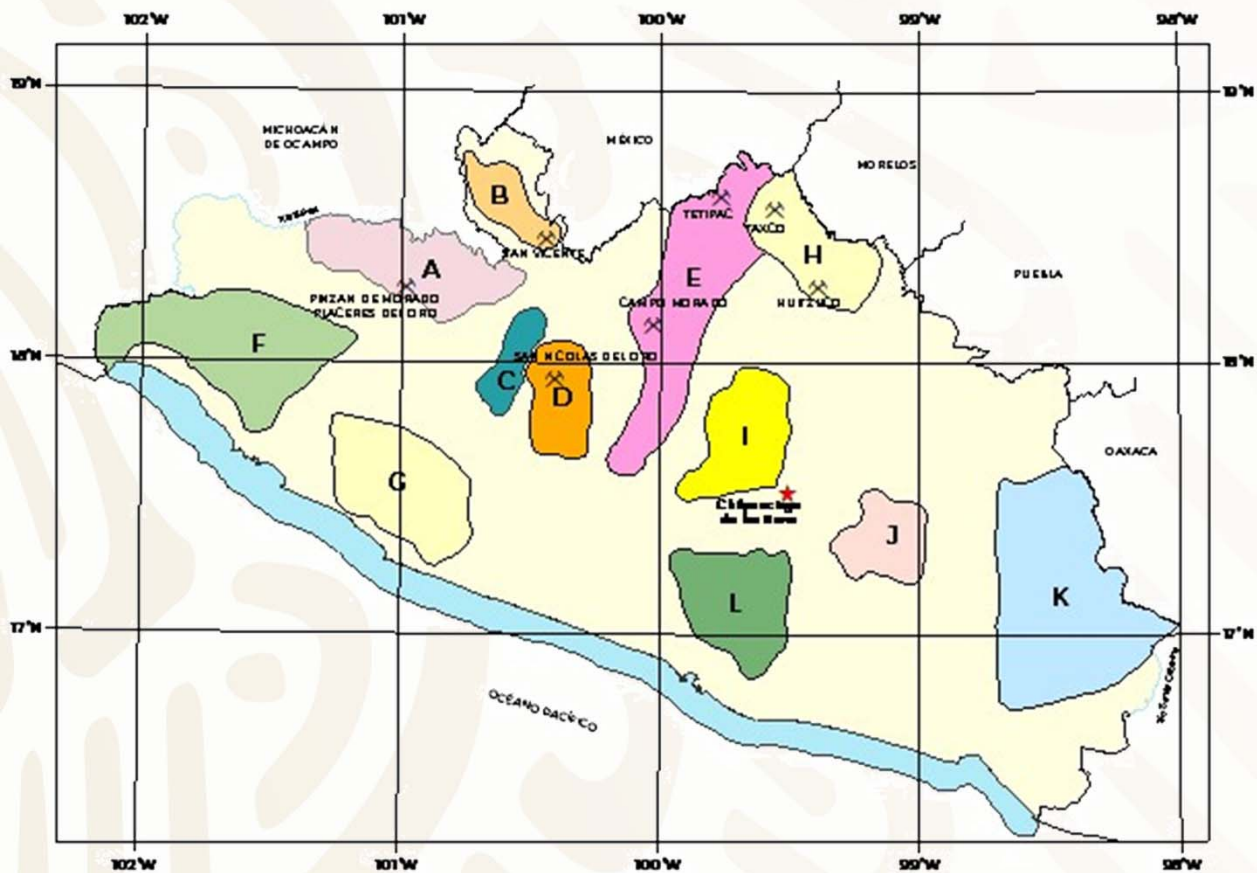 102°W 101°W 100°W 99°W 98°W
19°N 19°N
MICHOACÁN
DE OCAMPO
MÉXICO
MORELOS
B
TETIPAC
TAXCO
SAN VICENTE
H
A
E
PUEBLA
PINZAN DE MORADO
PLACERES DEL ORO
CAMPO MORADO
HUITZUCO
F
18°N 18°N
SAN NICOLAS DEL ORO
C
D
I
OAXACA
G
J
K
L
17°N 17°N
OCÉANO PACÍFICO
102°W 101°W 100°W 99°W 98°W